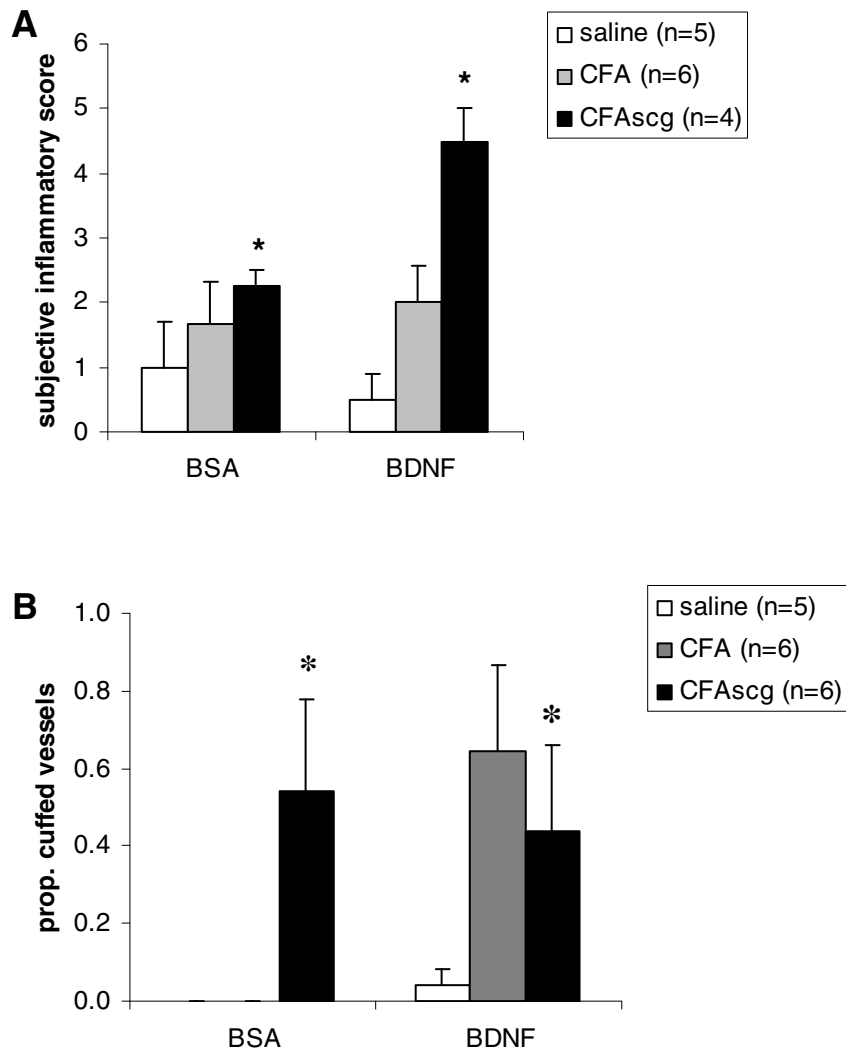 A
subjective inflammatory score
6
5
4
3
2
1
0
*
*
BSA
BDNF
saline (n=5)
CFA (n=6)
CFAscg (n=4)
B
prop. cuffed vessels
1.0
0.8
0.6
0.4
0.2
0.0
*
*
BSA
BDNF
saline (n=5)
CFA (n=6)
CFAscg (n=6)